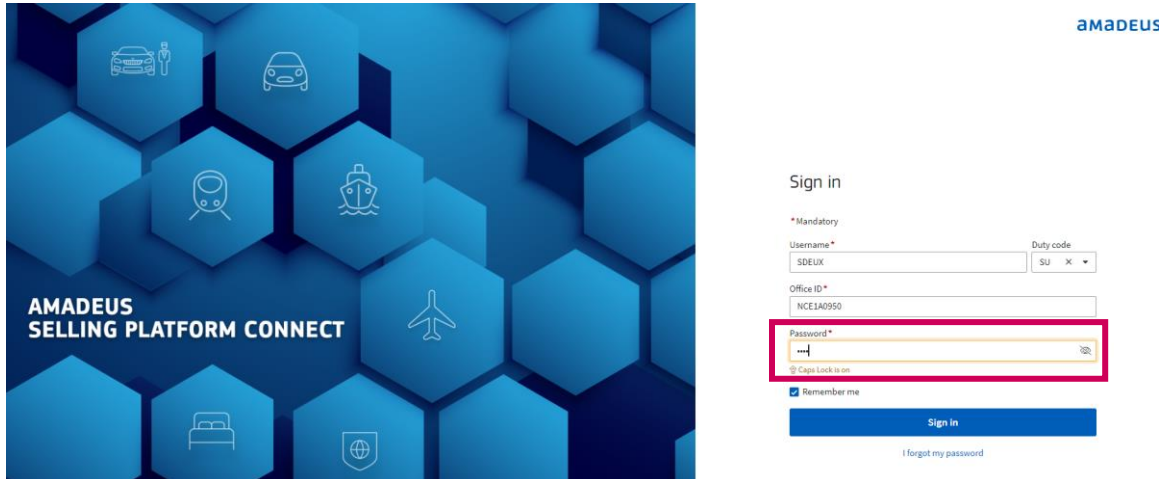 AMADEUS
SELLING PLATFORM CONNECT
aMaDEUS
Sign in
*Mandatory
Username*
Duty code
SDEUX
SU
Office ID*
NCE1A0950
Password*
••••
Caps Lock is on
Remember me
Sign in
I forgot my password